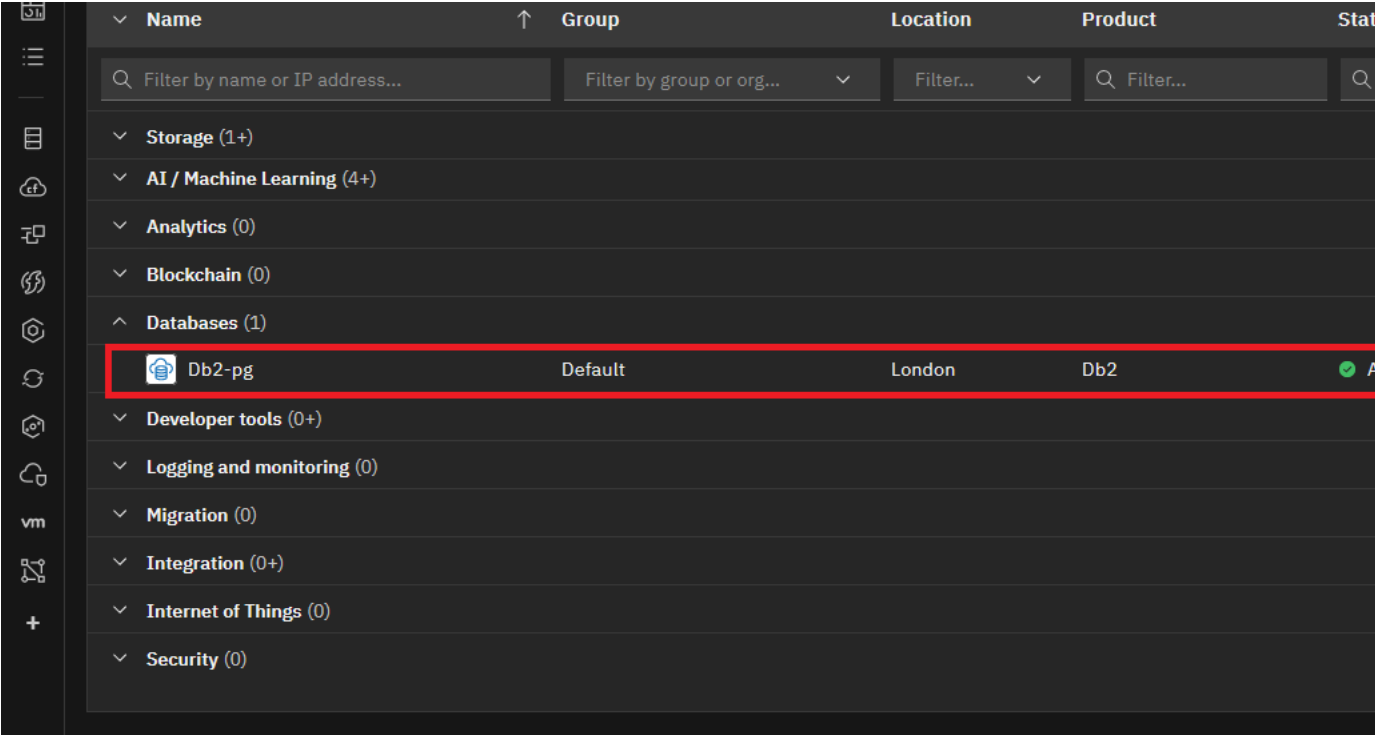 Name Group Location Product Stat
Filter by name or IP address... Filter by group or org... Filter... Filter...
Storage (1+)
AI / Machine Learning (4+)
cf
Analytics (0)
Blockchain (0)
Databases (1)
Db2-pg Default London Db2 A
Developer tools (0+)
Logging and monitoring (0)
vm Migration (0)
Integration (0+)
Internet of Things (0)
Security (0)